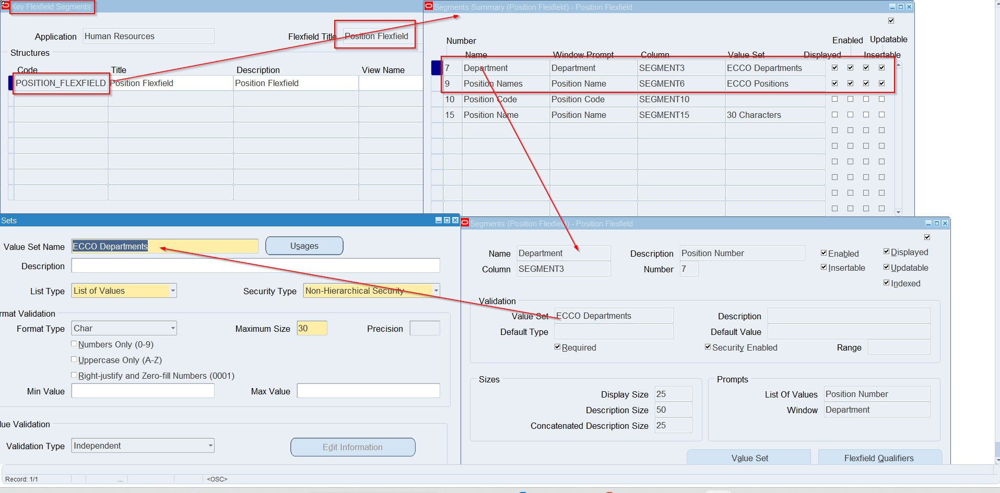 Key Flexfield Segments
Application Human Resources Flexfield Title Position Flexfield
Structures
Code Title Description View Name
POSITION_FLEXFIELD Position Flexfield Position Flexfield
Segments Summary (Position Flexfield) - Position Flexfield
Number Enabled Updatable
Name Window Prompt Column Value Set Displayed Insertable
7 Department Department SEGMENT3 ECCO Departments
9 Position Names Position Name SEGMENT6 ECCO Positions
10 Position Code Position Code SEGMENT10
15 Position Name Position Name SEGMENT15 30 Characters
Sets
Value Set Name ECCO Departments Usages
Description
List Type List of Values Security Type Non-Hierarchical Security
rmat Validation
Format Type Char Maximum Size 30 Precision
Numbers Only (0-9)
Uppercase Only (A-Z)
Right-justify and Zero-fill Numbers (0001)
Min Value Max Value
lue Validation
Validation Type Independent Edit Information
Segments (Position Flexfield) - Position Flexfield
Name Department Description Position Number Enabled Displayed
Column SEGMENT3 Number 7 Insertable Updatable
Indexed
Validation
Value Set ECCO Departments Description
Default Type Default Value
Required Security Enabled Range
Sizes Prompts
Display Size 25 List Of Values Position Number
Description Size 50 Window Department
Concatenated Description Size 25
Value Set Flexfield Qualifiers
Record: 1/1 ... <OSC>